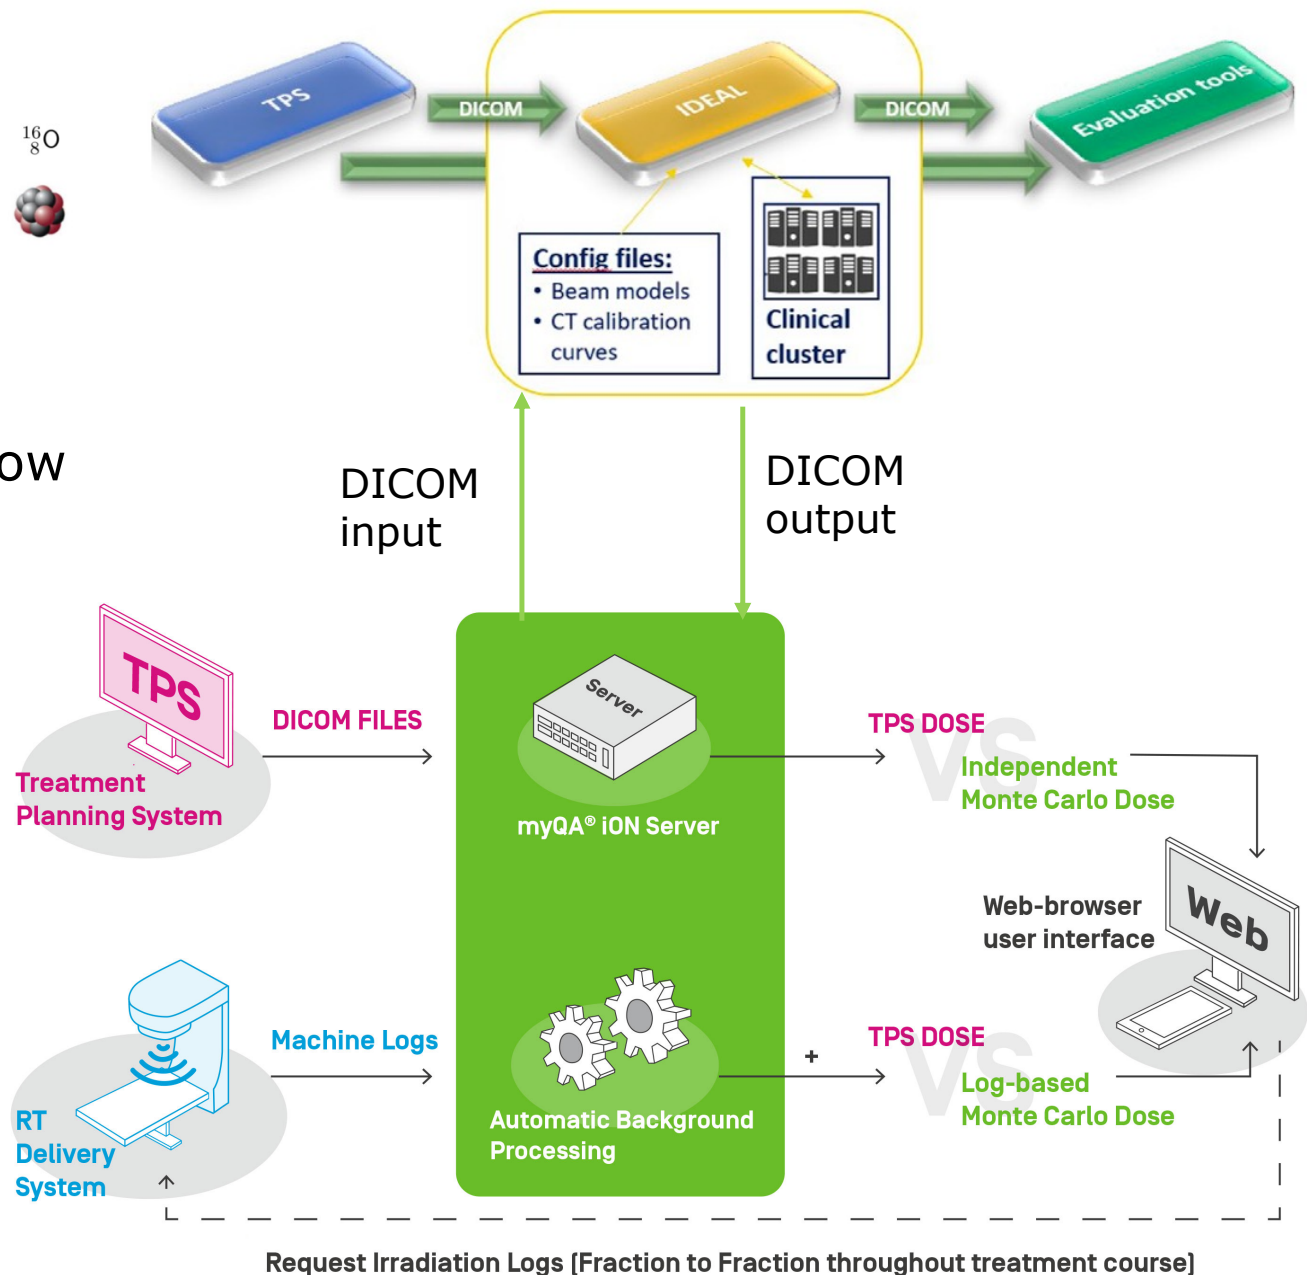 TPS
DICOM
IDEAL
DICOM
Evaluation tools
16
8
O
Config files:
• Beam models
• CT calibration
curves
Clinical
cluster
ow
DICOM
input
DICOM
output
TPS
DICOM FILES
Treatment
Planning System
Server
myQA® iON Server
TPS DOSE
VS
Independent
Monte Carlo Dose
Web-browser
user interface
Web
Machine Logs
RT
Delivery
System
Automatic Background
Processing
+
TPS DOSE
VS
Log-based
Monte Carlo Dose
Request Irradiation Logs [Fraction to Fraction throughout treatment course]